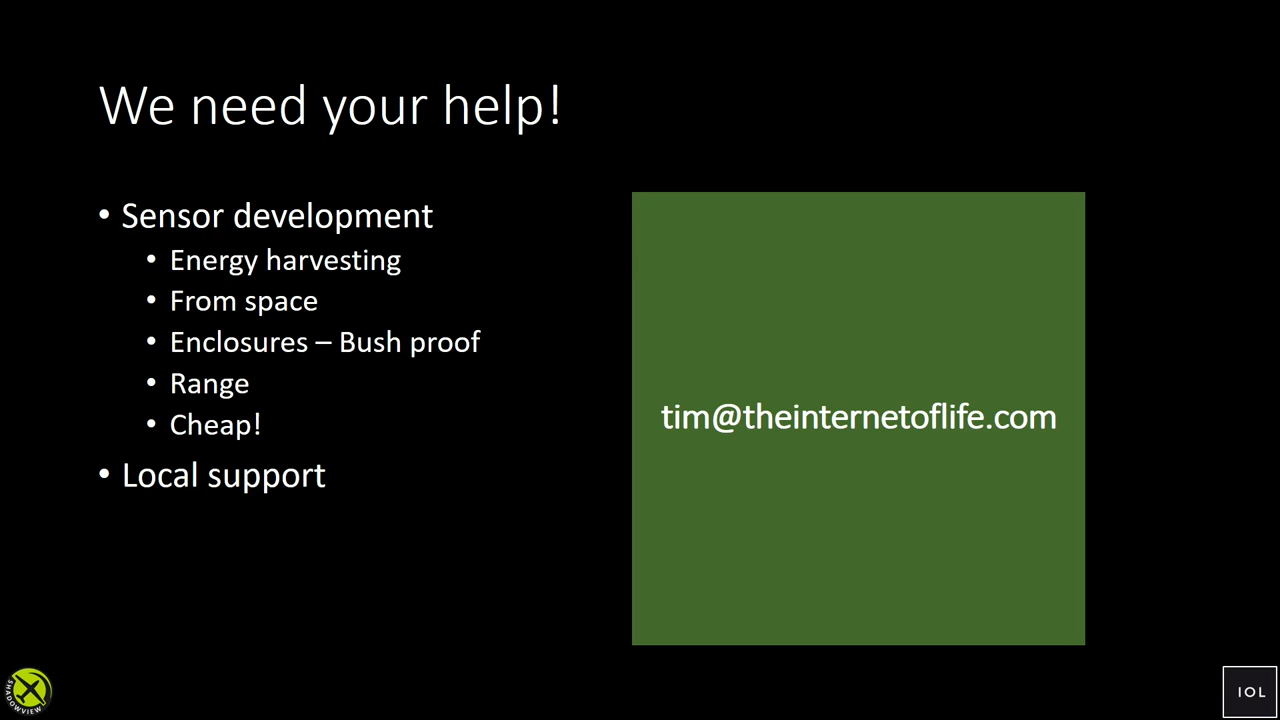 We need your help!
• Sensor development
• Energy harvesting
• From space
• Enclosures – Bush proof
• Range
• Cheap!
• Local support
tim@theinternetoflife.com
SHADOWVIEW
IOL